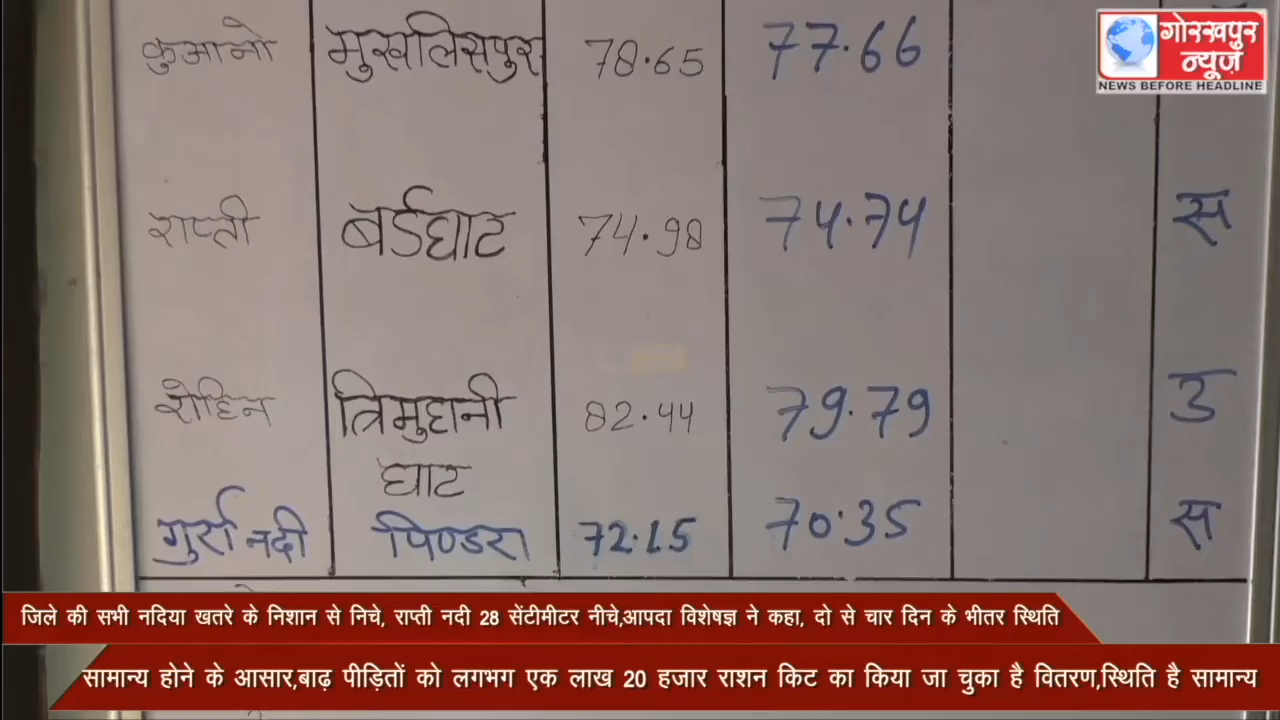 कुआनो मुखलिसपुर 78.65 77.66
गोरखपुर
न्यूज़
NEWS BEFORE HEADLINE
राप्ती बर्डघाट 74.98 74.74 स
रोहिन त्रिमुहानी 82.44 79.79 उ
घाट
गुर्रा नदी पिण्डरा 72.15 70.35 स
जिले की सभी नदिया खतरे के निशान से निचे, राप्ती नदी 28 सेंटीमीटर नीचे,आपदा विशेषज्ञ ने कहा, दो से चार दिन के भीतर स्थिति
सामान्य होने के आसार,बाढ़ पीड़ितों को लगभग एक लाख 20 हजार राशन किट का किया जा चुका है वितरण,स्थिति है सामान्य